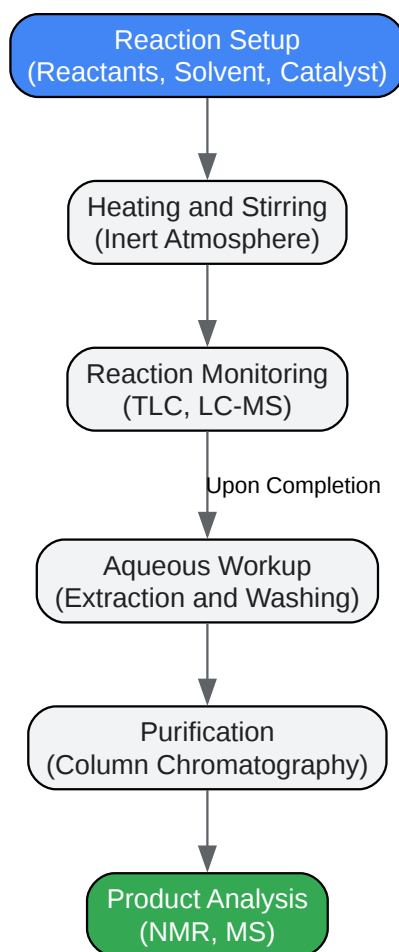 Reaction Setup
(Reactants, Solvent, Catalyst)
Heating and Stirring
(Inert Atmosphere)
Reaction Monitoring
(TLC, LC-MS)
Upon Completion
Aqueous Workup
(Extraction and Washing)
Purification
(Column Chromatography)
Product Analysis
(NMR, MS)